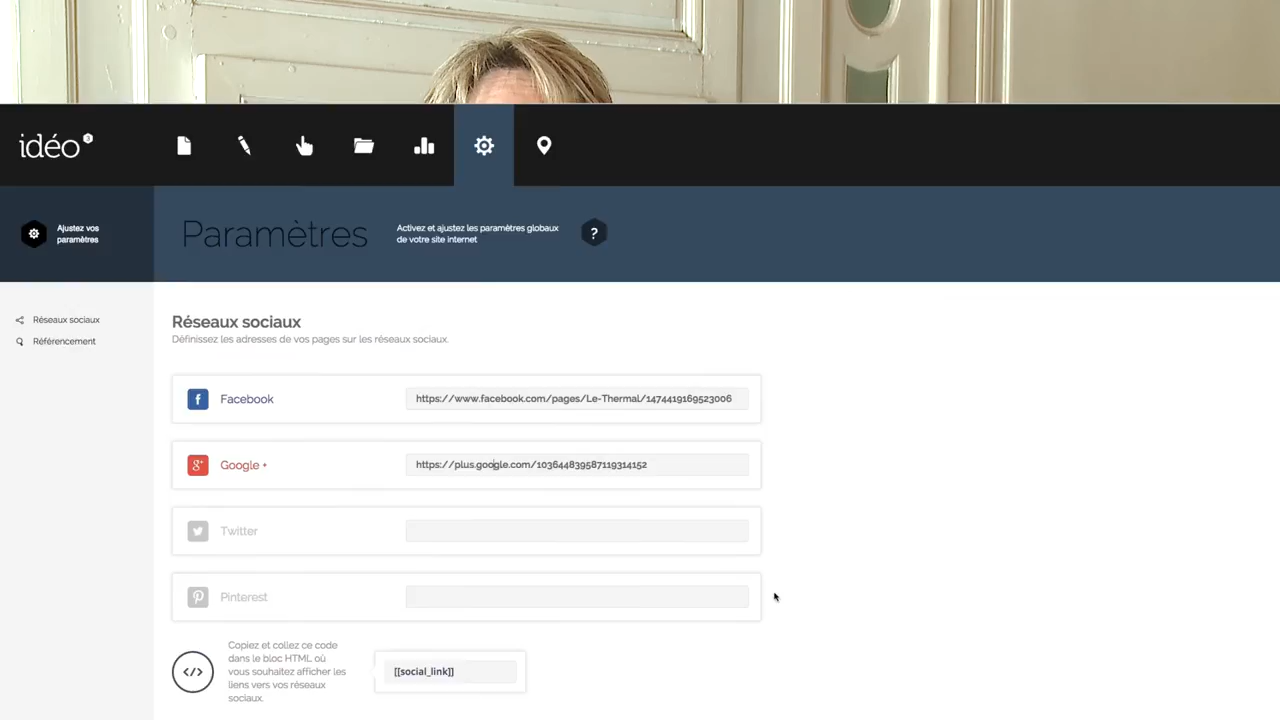 idéo3
Ajustez vos
paramètres
Paramètres
Activez et ajustez les paramètres globaux
de votre site internet
?
Réseaux sociaux
Référencement
Réseaux sociaux
Définissez les adresses de vos pages sur les réseaux sociaux.
f Facebook https://www.facebook.com/pages/Le-Thermal/1474419169523006
g+ Google + https://plus.google.com/103644839587119314152
Twitter
Pinterest
</>
Copiez et collez ce code
dans le bloc HTML où
vous souhaitez afficher les
liens vers vos réseaux
sociaux.
[[social_link]]